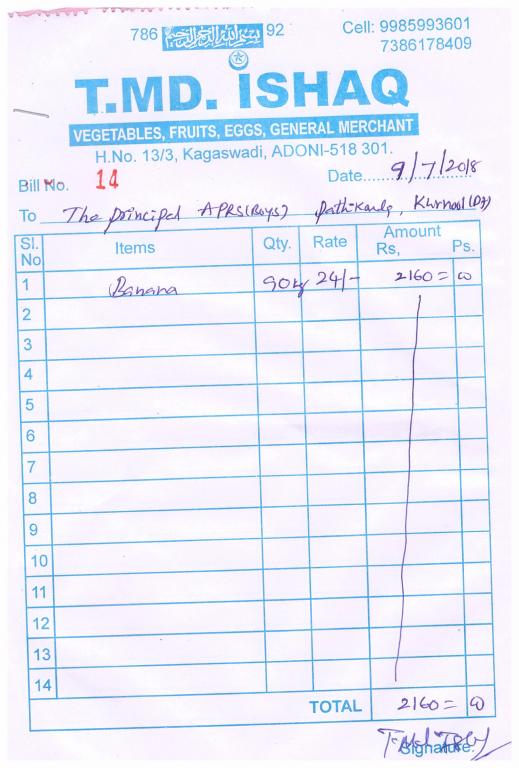 786 بسم الله الرحمن الرحيم 92
Cell: 9985993601
7386178409
T.MD. ISHAQ
VEGETABLES, FRUITS, EGGS, GENERAL MERCHANT
H.No. 13/3, Kagaswadi, ADONI-518 301.
Bill No. 14 Date......9/7/2018
To The principal APRS(Boys) Kurnool(Dt)
Sl. No Items Qty. Rate Amount Rs, Ps.
1 Banana 90kg 24/- 2160 = 00
2
3
4
5
6
7
8
9
10
11
12
13
14
TOTAL 2160 = 00
Signature.